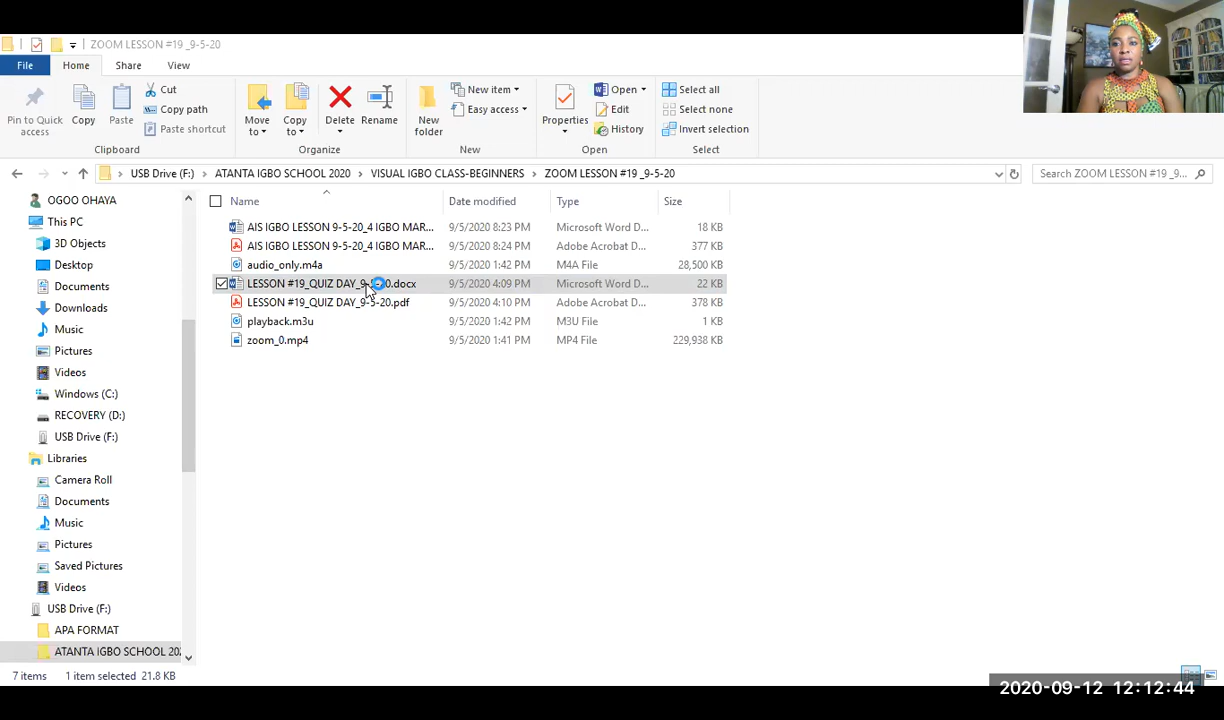 ZOOM LESSON #19 _9-5-20
File Home Share View
Pin to Quick access
Copy
Paste
Cut
Copy path
Paste shortcut
Clipboard
Move to
Copy to
Delete
Rename
Organize
New folder
New item
Easy access
New
Properties
Open
Edit
History
Open
Select all
Select none
Invert selection
Select
USB Drive (F:) > ATANTA IGBO SCHOOL 2020 > VISUAL IGBO CLASS-BEGINNERS > ZOOM LESSON #19 _9-5-20
Search ZOOM LESSON #19 _9...
Name Date modified Type Size
AIS IGBO LESSON 9-5-20_4 IGBO MAR... 9/5/2020 8:23 PM Microsoft Word D... 18 KB
AIS IGBO LESSON 9-5-20_4 IGBO MAR... 9/5/2020 8:24 PM Adobe Acrobat D... 377 KB
audio_only.m4a 9/5/2020 1:42 PM M4A File 28,500 KB
LESSON #19_QUIZ DAY_9-5-20.docx 9/5/2020 4:09 PM Microsoft Word D... 22 KB
LESSON #19_QUIZ DAY_9-5-20.pdf 9/5/2020 4:10 PM Adobe Acrobat D... 378 KB
playback.m3u 9/5/2020 1:42 PM M3U File 1 KB
zoom_0.mp4 9/5/2020 1:41 PM MP4 File 229,938 KB
OGOO OHAYA
This PC
3D Objects
Desktop
Documents
Downloads
Music
Pictures
Videos
Windows (C:)
RECOVERY (D:)
USB Drive (F:)
Libraries
Camera Roll
Documents
Music
Pictures
Saved Pictures
Videos
USB Drive (F:)
APA FORMAT
ATANTA IGBO SCHOOL 202
7 items 1 item selected 21.8 KB
2020-09-12 12:12:44